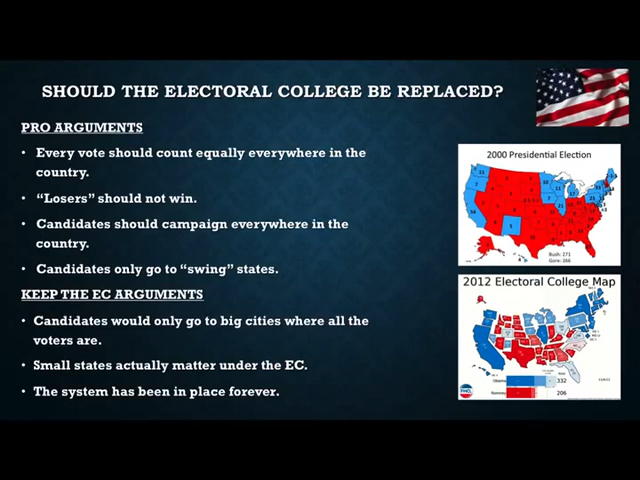 SHOULD THE ELECTORAL COLLEGE BE REPLACED?
PRO ARGUMENTS
• Every vote should count equally everywhere in the
country.
• "Losers" should not win.
• Candidates should campaign everywhere in the
country.
• Candidates only go to "swing" states.
KEEP THE EC ARGUMENTS
• Candidates would only go to big cities where all the
voters are.
• Small states actually matter under the EC.
• The system has been in place forever.
2000 Presidential Election
Bush: 271
Gore: 266
2012 Electoral College Map
Obama 332
Romney 206